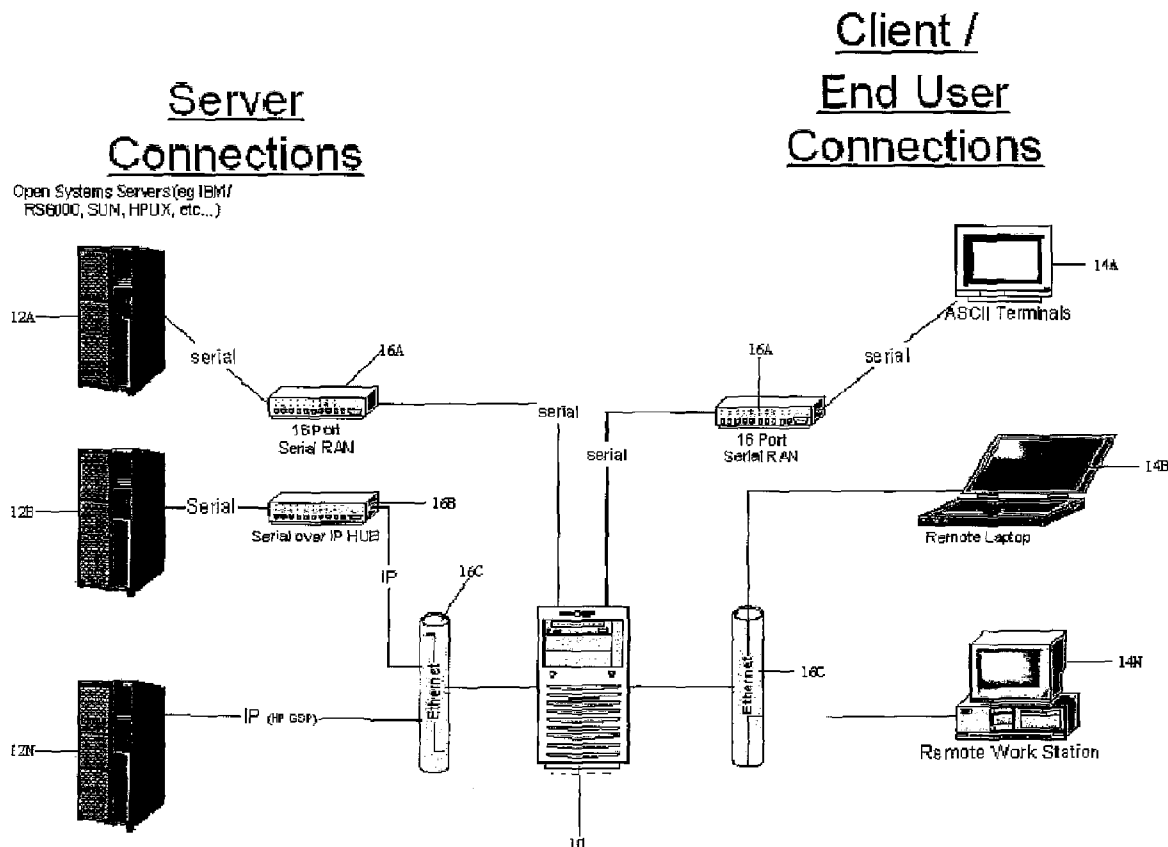 Server
Connections
Client /
End User
Connections
Open Systems Servers (eg IBM/
RS6000, SUN, HPUX, etc...)
12A
serial
16A
16 Port
Serial RAN
serial
serial
16A
16 Port
Serial RAN
serial
14A
ASCII Terminals
12B
Serial
16B
Serial over IP HUB
IP
16C
Ethernet
14B
Remote Laptop
12N
IP (HP GSP)
10
Ethernet
16C
14N
Remote Work Station